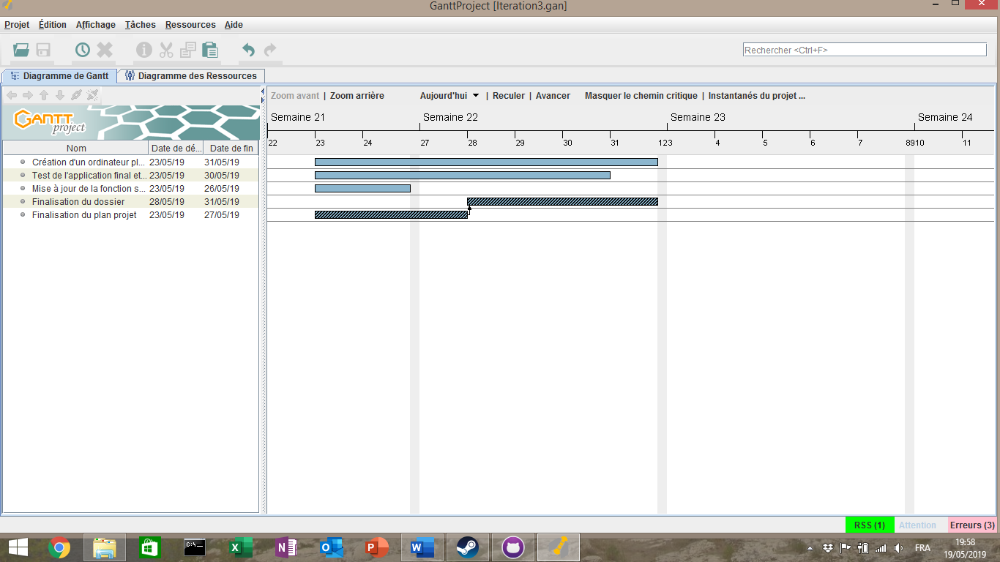 GanttProject [Iteration3.gan]
Projet Édition Affichage Tâches Ressources Aide
Rechercher <Ctrl+F>
Diagramme de Gantt Diagramme des Ressources
Zoom avant | Zoom arrière Aujourd'hui | Reculer | Avancer Masquer le chemin critique | Instantanés du projet ...
GANTT project
Semaine 21 Semaine 22 Semaine 23 Semaine 24
22 23 24 27 28 29 30 31 1 2 3 4 5 6 7 8 9 10 11
Nom Date de dé... Date de fin
Création d'un ordinateur pl... 23/05/19 31/05/19
Test de l'application final et... 23/05/19 30/05/19
Mise à jour de la fonction s... 23/05/19 26/05/19
Finalisation du dossier 28/05/19 31/05/19
Finalisation du plan projet 23/05/19 27/05/19
RSS (1) Attention Erreurs (3)
FRA
19:58
19/05/2019